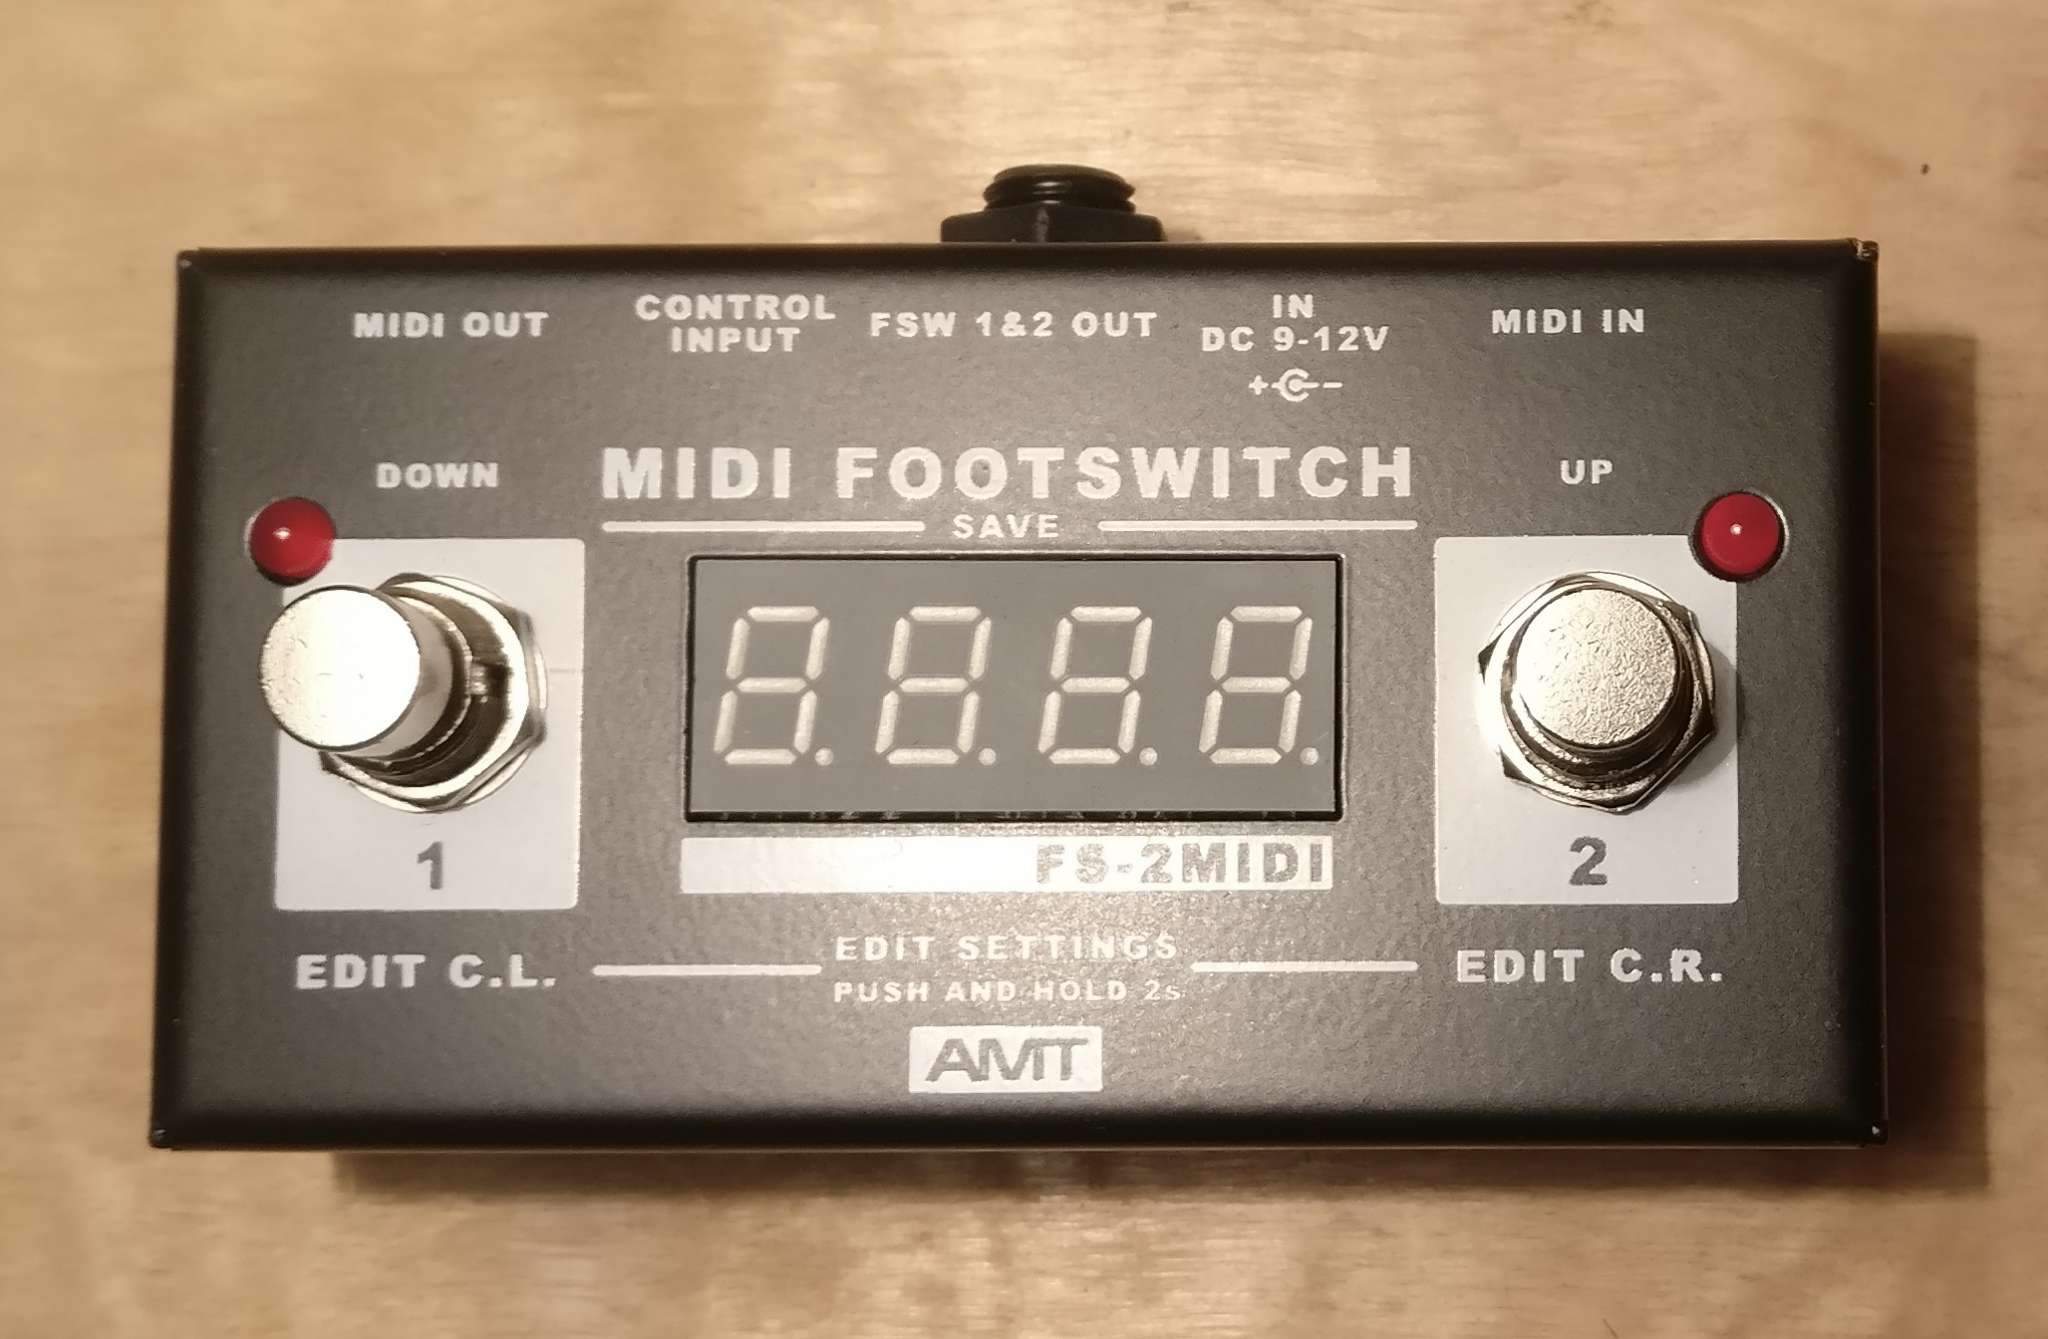 MIDI OUT
CONTROL
INPUT
FSW 1&2 OUT
IN
DC 9-12V
+ -
MIDI IN
DOWN
MIDI FOOTSWITCH
UP
SAVE
FS-2MIDI
1
2
EDIT C.L.
EDIT SETTINGS
PUSH AND HOLD 2s
EDIT C.R.
AMT